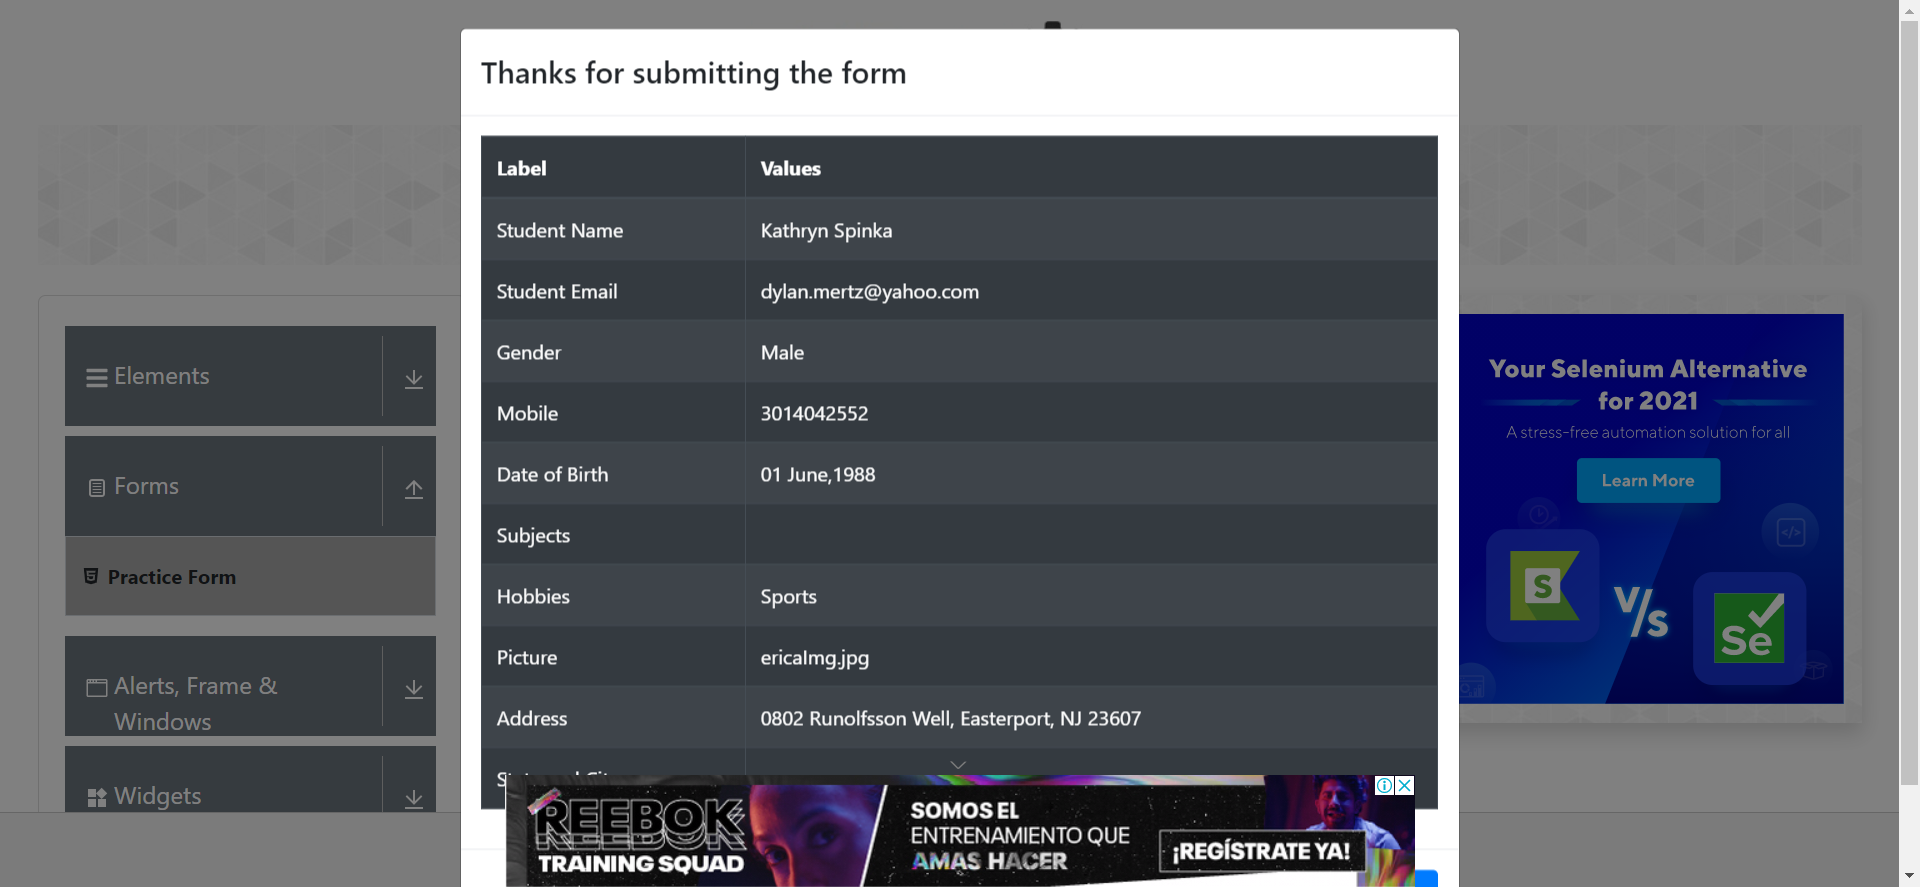 Thanks for submitting the form
Label Values
Student Name Kathryn Spinka
Student Email dylan.mertz@yahoo.com
Gender Male
Mobile 3014042552
Date of Birth 01 June,1988
Subjects
Hobbies Sports
Picture ericaImg.jpg
Address 0802 Runolfsson Well, Easterport, NJ 23607
Elements
Forms
Practice Form
Alerts, Frame &
Windows
Widgets
Your Selenium Alternative
for 2021
A stress-free automation solution for all
Learn More
S
V/S
Se
REEBOK
TRAINING SQUAD
SOMOS EL
ENTRENAMIENTO QUE
AMAS HACER
¡REGÍSTRATE YA!